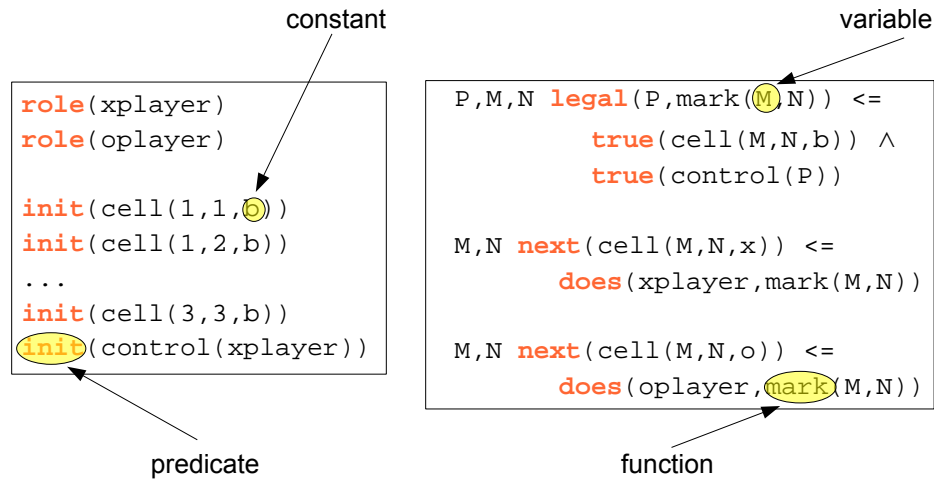 constant
variable
role(xplayer)
role(oplayer)
init(cell(1,1,b))
init(cell(1,2,b))
...
init(cell(3,3,b))
init(control(xplayer))
P,M,N legal(P,mark(M,N)) <=
true(cell(M,N,b)) ∧
true(control(P))
M,N next(cell(M,N,x)) <=
does(xplayer,mark(M,N))
M,N next(cell(M,N,o)) <=
does(oplayer,mark(M,N))
predicate
function